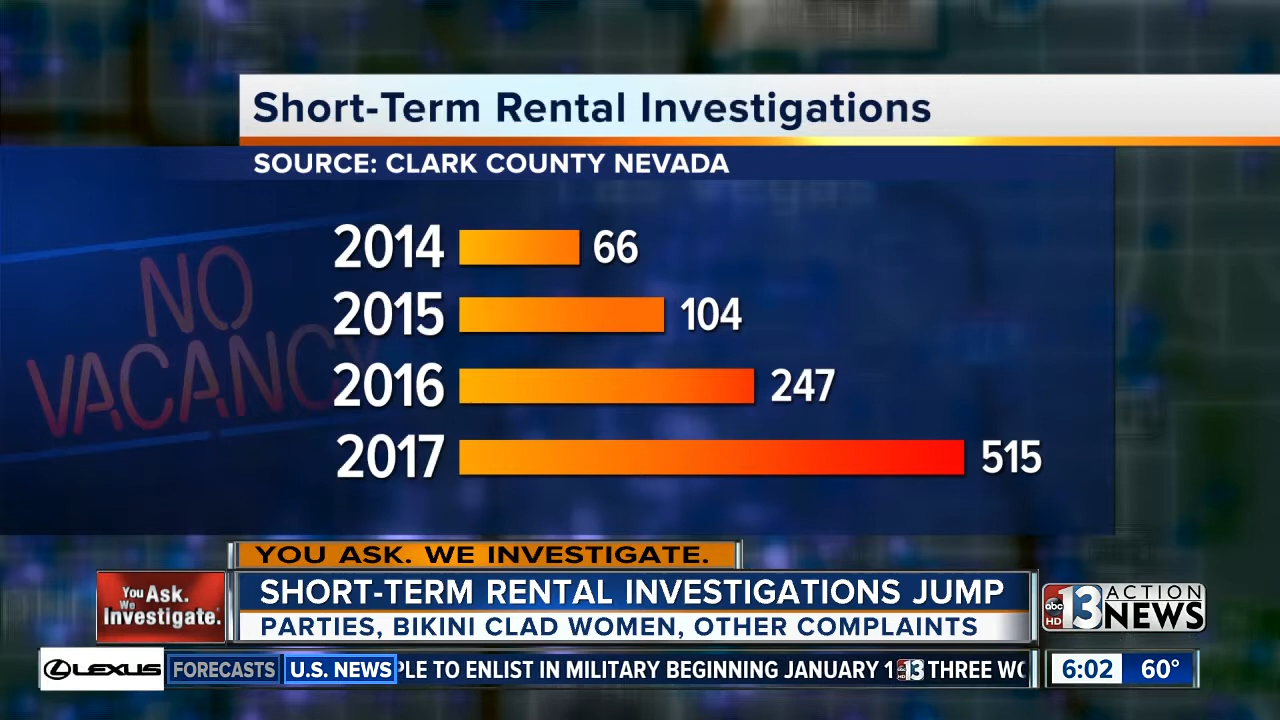 Short-Term Rental Investigations
SOURCE: CLARK COUNTY NEVADA
2014 66
2015 104
2016 247
2017 515
NO
VACANC
YOU ASK. WE INVESTIGATE.
You Ask.
We
Investigate.
SHORT-TERM RENTAL INVESTIGATIONS JUMP
PARTIES, BIKINI CLAD WOMEN, OTHER COMPLAINTS
abc HD 13 ACTION NEWS
LEXUS FORECASTS U.S. NEWS PLE TO ENLIST IN MILITARY BEGINNING JANUARY 1 abc HD 13 THREE WO 6:02 60°